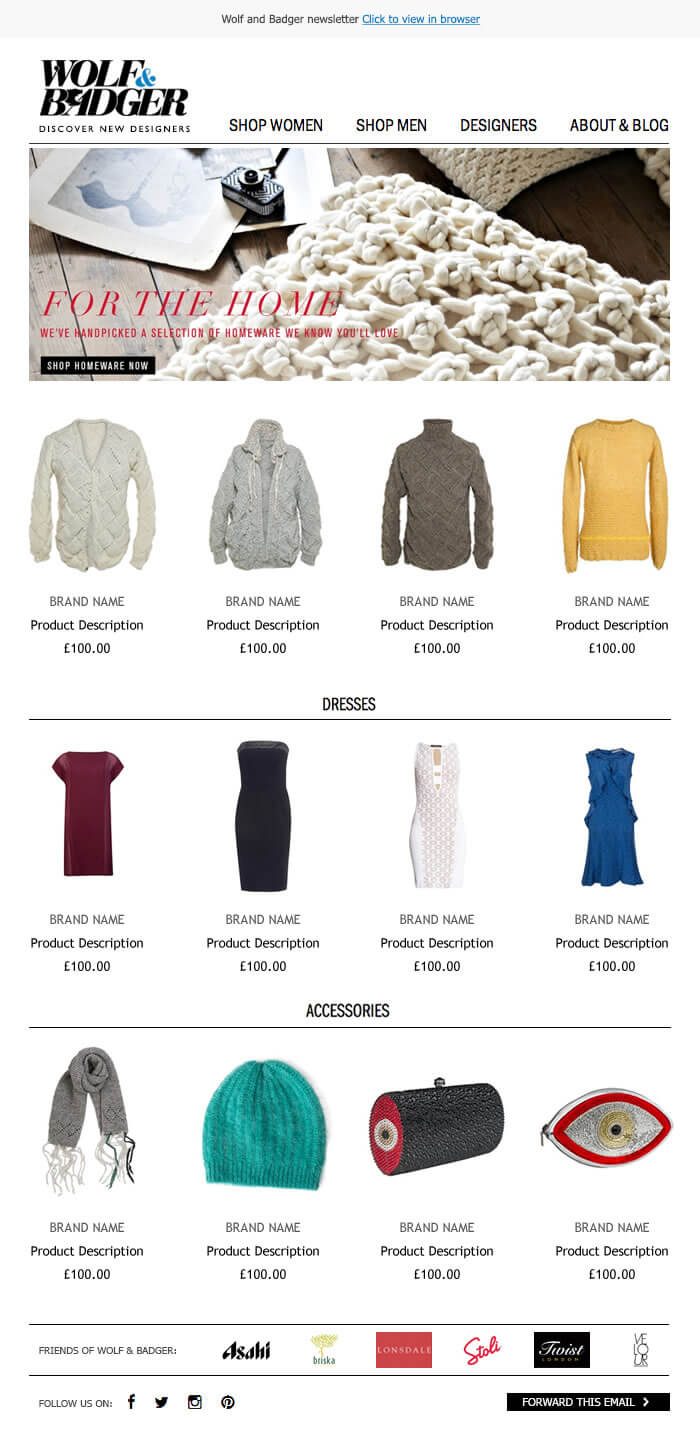 Wolf and Badger newsletter Click to view in browser
WOLF &
BADGER
DISCOVER NEW DESIGNERS
SHOP WOMEN SHOP MEN DESIGNERS ABOUT & BLOG
FOR THE HOME
WE'VE HANDPICKED A SELECTION OF HOMEWARE WE KNOW YOU'LL LOVE
SHOP HOMEWARE NOW
BRAND NAME BRAND NAME BRAND NAME BRAND NAME
Product Description Product Description Product Description Product Description
£100.00 £100.00 £100.00 £100.00
DRESSES
BRAND NAME BRAND NAME BRAND NAME BRAND NAME
Product Description Product Description Product Description Product Description
£100.00 £100.00 £100.00 £100.00
ACCESSORIES
BRAND NAME BRAND NAME BRAND NAME BRAND NAME
Product Description Product Description Product Description Product Description
£100.00 £100.00 £100.00 £100.00
FRIENDS OF WOLF & BADGER: Asahi briska LONSDALE Stoli Twist LONDON VELOUR
FOLLOW US ON: FORWARD THIS EMAIL